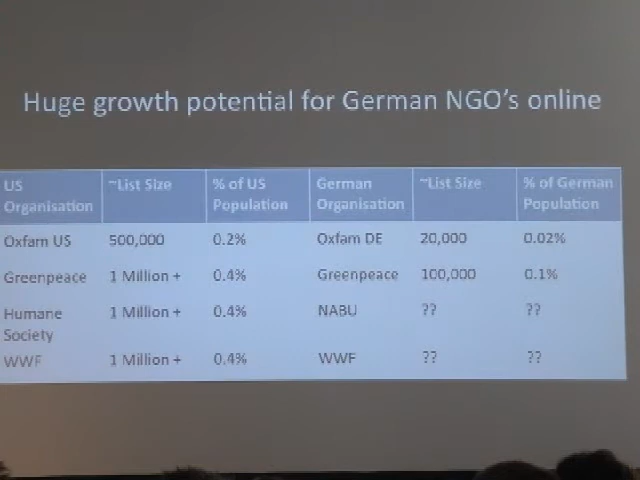 Huge growth potential for German NGO's online
US Organisation ~List Size % of US Population German Organisation ~List Size % of German Population
Oxfam US 500,000 0.2% Oxfam DE 20,000 0.02%
Greenpeace 1 Million + 0.4% Greenpeace 100,000 0.1%
Humane Society 1 Million + 0.4% NABU ?? ??
WWF 1 Million + 0.4% WWF ?? ??